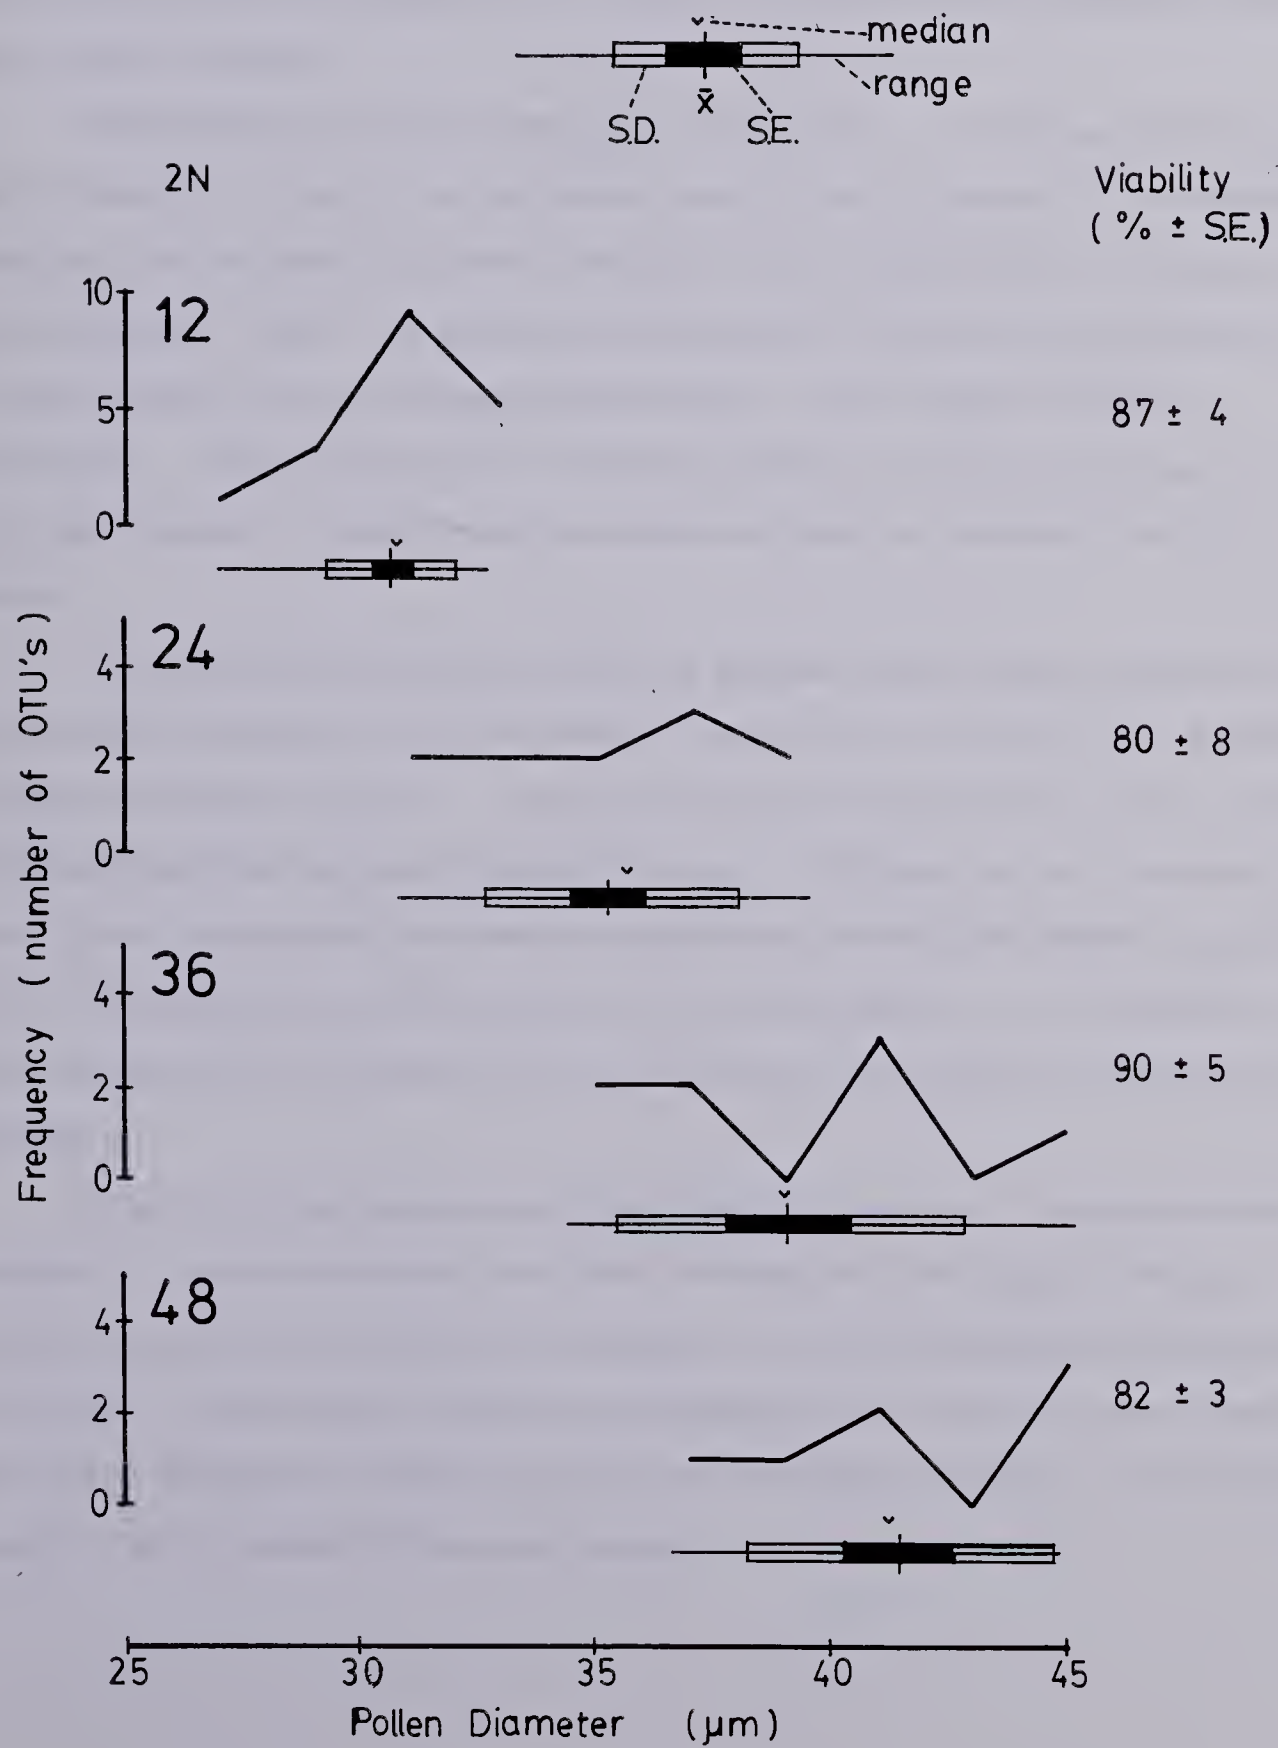 median
range
S.D.
x̄
S.E.
2N
Viability
( % ± S.E.)
10
12
5
87 ± 4
0
24
4
80 ± 8
2
0
36
4
90 ± 5
2
0
48
4
82 ± 3
2
0
Frequency ( number of OTU's )
25 30 35 40 45
Pollen Diameter (µm)